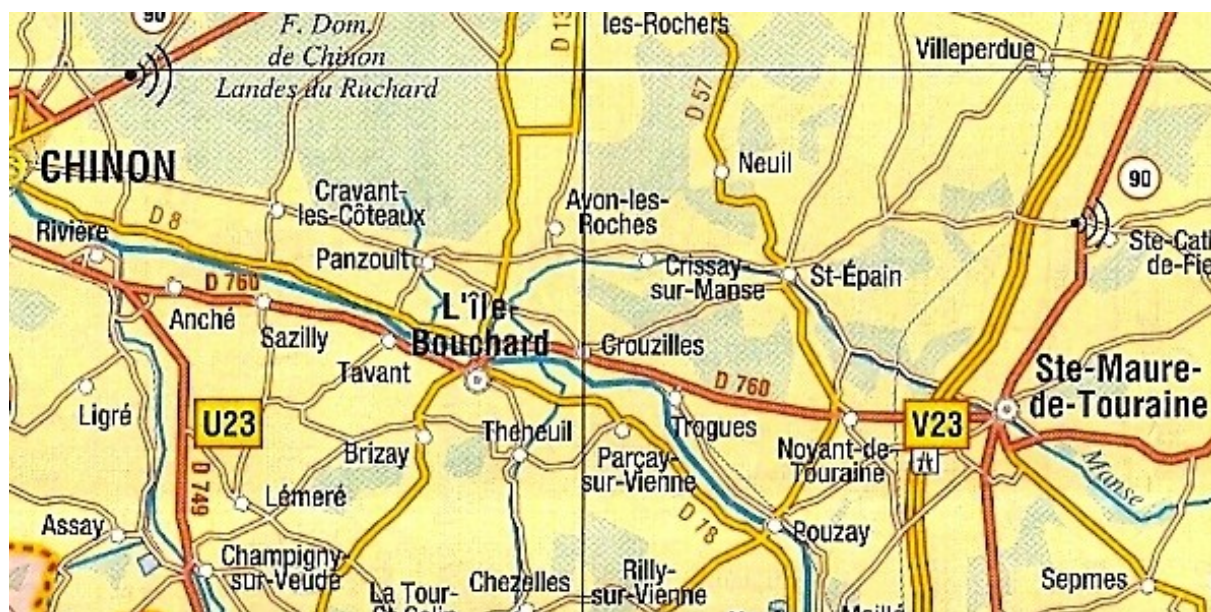 90
F. Dom.
de Chinon
Landes du Ruchard
D 13
les-Rochers
Villeperdue
D 57
CHINON
Neuil
90
Cravant-
les-Côteaux
Avon-les-
Roches
D 8
Rivière
Panzoult
Crissay-
sur-Manse
St-Épain
Ste-Cat
de-Fie
D 760
Anché
Sazilly
L'Île-
Bouchard
Crouzilles
Tavant
D 760
Ste-Maure-
de-Touraine
Ligré
U23
V23
Brizay
Theneuil
Trogues
Noyant-de-
Touraine
Parçay-
sur-Vienne
Manse
D 749
Lémeré
D 18
Pouzay
Assay
Champigny-
sur-Veude
La Tour-
Chezelles
Rilly-
sur-Vienne
Sepmes